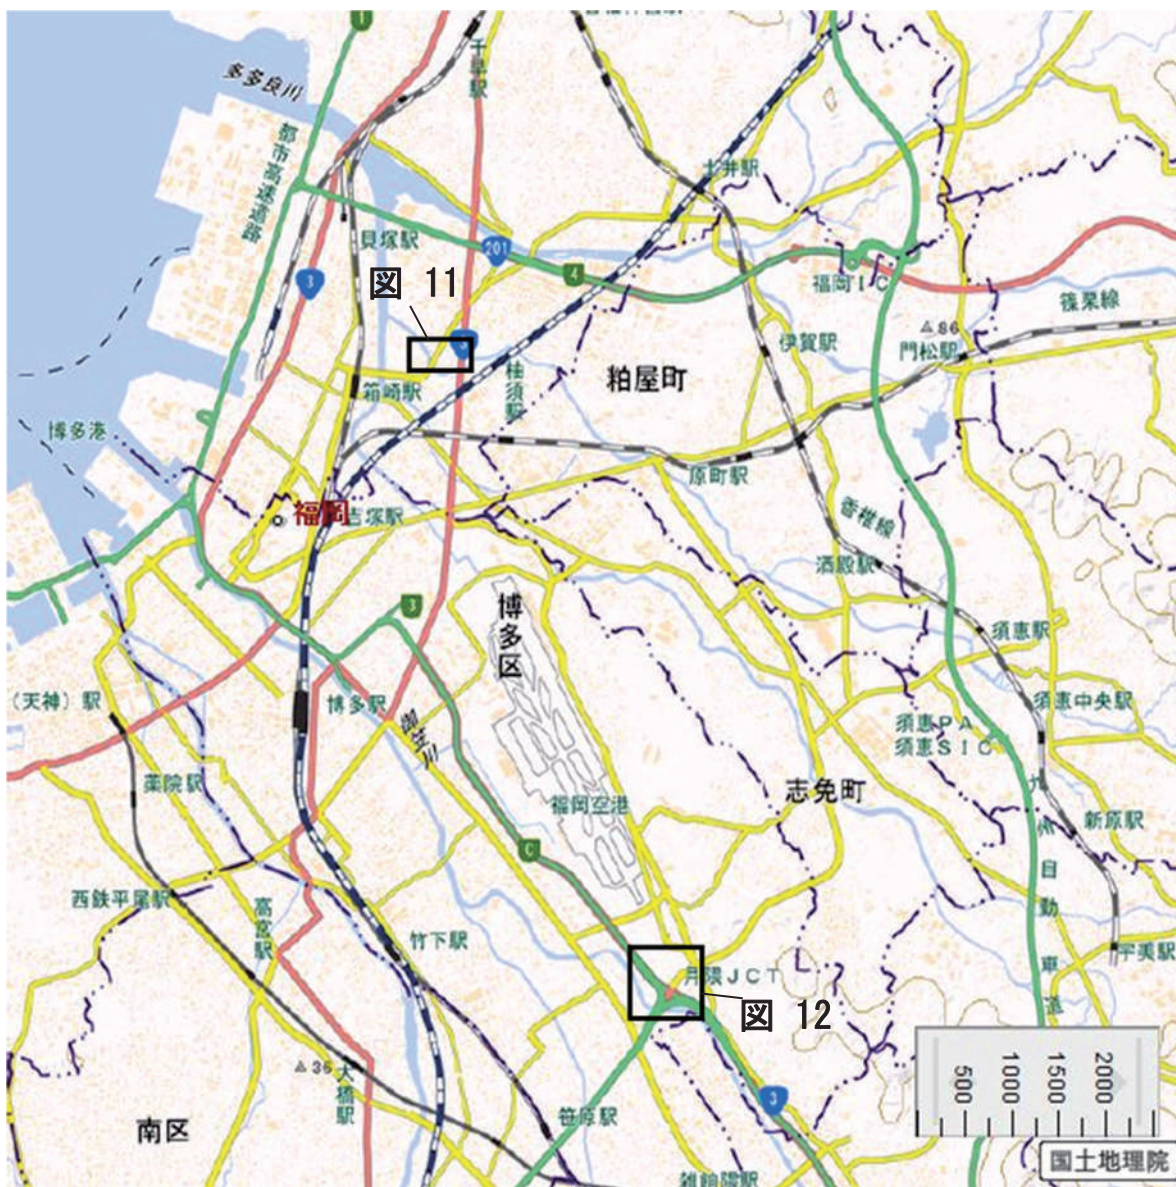 1
千早駅
多多良川
都市高速道路
土井駅
貝塚駅
201
4
3
図 11
福岡ＩＣ
篠栗線
86
伊賀駅
門松駅
柚須駅
粕屋町
箱崎駅
博多港
原町駅
福岡
吉塚駅
香椎線
酒殿駅
3
博多区
須恵駅
（天神）駅
博多駅
御笠川
須恵中央駅
須恵ＰＡ
須恵ＳＩＣ
薬院駅
福岡空港
志免町
新原駅
C
九州自動車道
西鉄平尾駅
高宮駅
竹下駅
宇美駅
月隈ＪＣＴ
図 12
500
1000
1500
2000
36
大橋駅
3
笹原駅
南区
雑餉隈駅
国土地理院